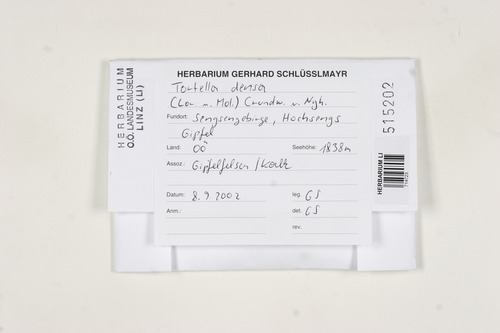 HERBARIUM
O.Ö. LANDESMUSEUM
LINZ (LI)
HERBARIUM GERHARD SCHLÜSSLMAYR
Tortella densa
(Lor. u. Mol.) Crundw. u. Nyh.
Fundort: Sengsengebirge, Hochsengs
Gipfel
Land: OÖ
Seehöhe: 1838m
Assoz.: Gipfelfelsen / Kalk
Datum: 8.9.2002
leg. GS
Anm.:
det. GS
rev.
515202
HERBARIUM LI